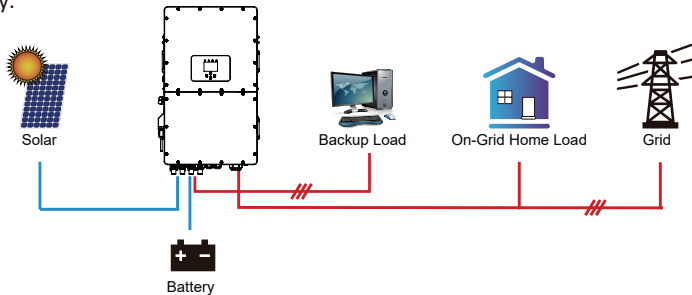 y.
Solar
Backup Load
On-Grid Home Load
Grid
Battery